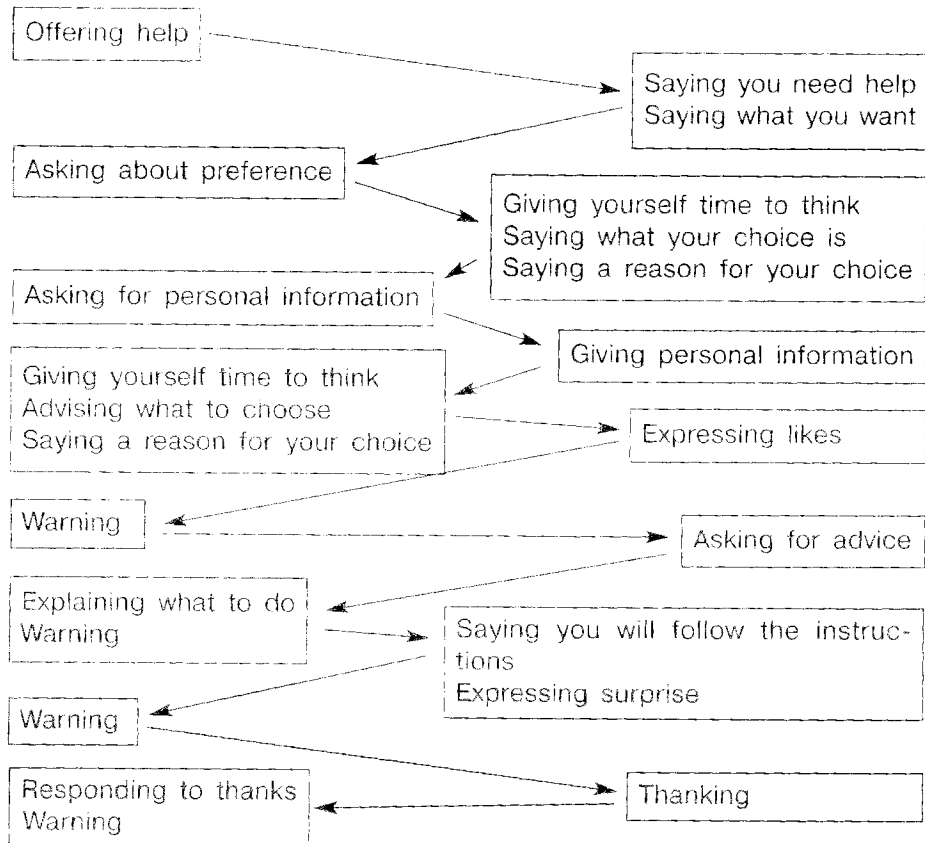 Offering help
Saying you need help
Saying what you want
Asking about preference
Giving yourself time to think
Saying what your choice is
Saying a reason for your choice
Asking for personal information
Giving personal information
Giving yourself time to think
Advising what to choose
Saying a reason for your choice
Expressing likes
Warning
Asking for advice
Explaining what to do
Warning
Saying you will follow the instruc-
tions
Expressing surprise
Warning
Thanking
Responding to thanks
Warning